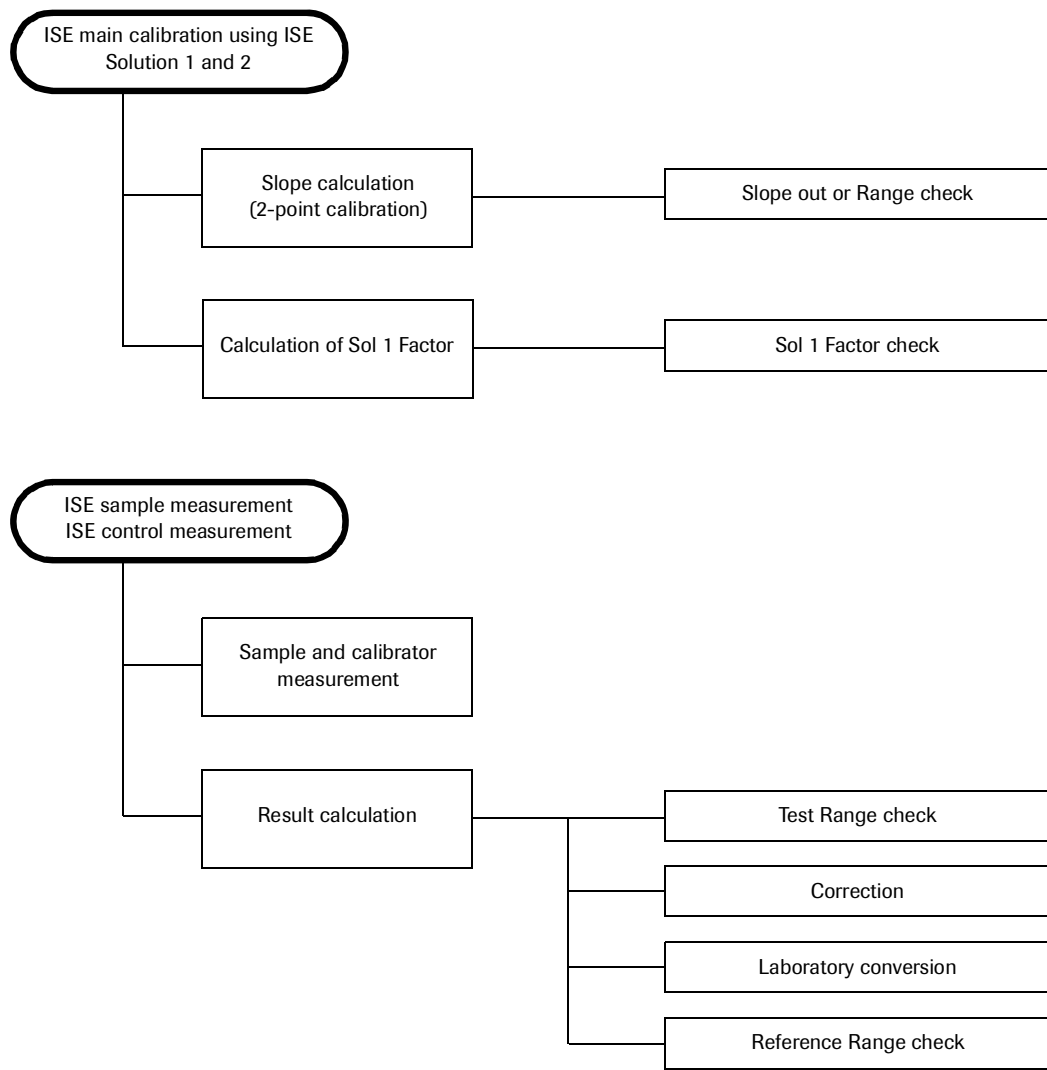 ISE main calibration using ISE
Solution 1 and 2
Slope calculation
(2-point calibration)
Slope out or Range check
Calculation of Sol 1 Factor
Sol 1 Factor check
ISE sample measurement
ISE control measurement
Sample and calibrator
measurement
Result calculation
Test Range check
Correction
Laboratory conversion
Reference Range check